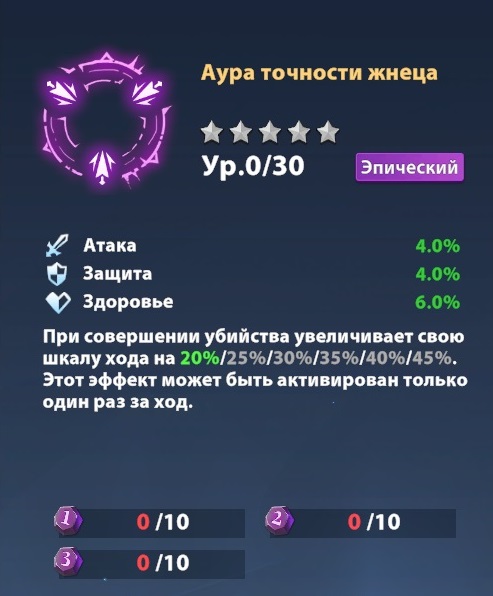 Аура точности жнеца
Ур.0/30
Эпический
Атака 4.0%
Защита 4.0%
Здоровье 6.0%
При совершении убийства увеличивает свою
шкалу хода на 20%/25%/30%/35%/40%/45%.
Этот эффект может быть активирован только
один раз за ход.
1 0 /10 2 0 /10
3 0 /10